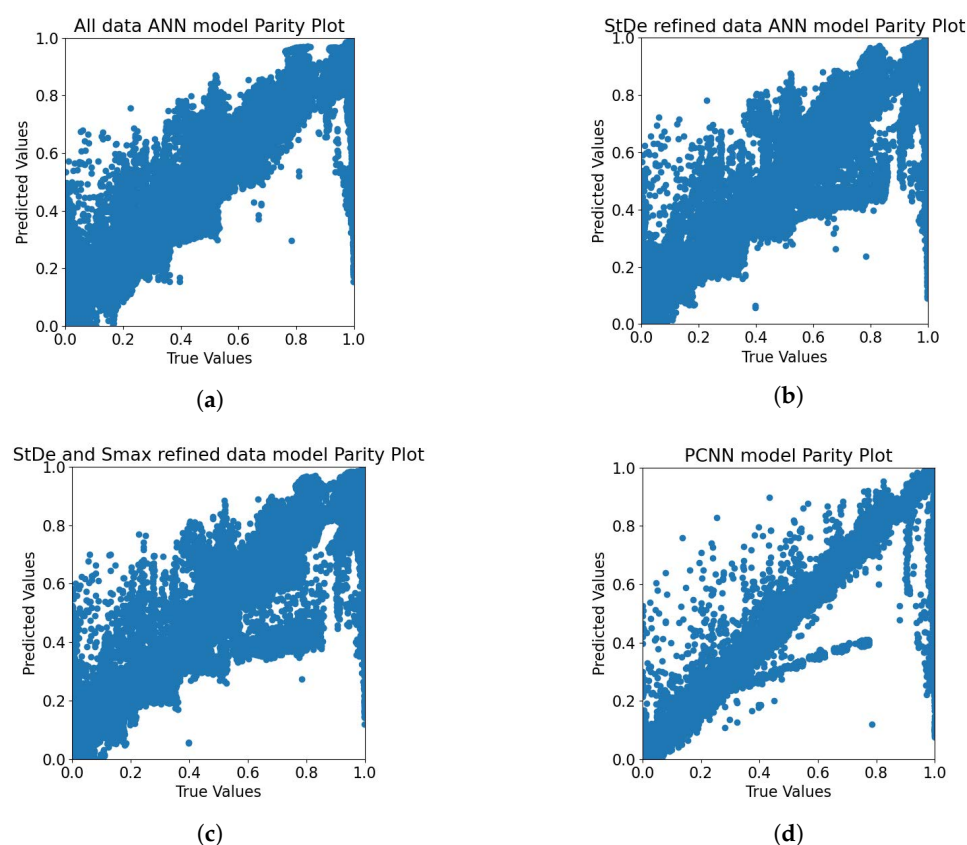 All data ANN model Parity Plot
1.0
0.8
0.6
0.4
0.2
0.0
Predicted Values
0.0 0.2 0.4 0.6 0.8 1.0
True Values
(a)
StDe refined data ANN model Parity Plot
1.0
0.8
0.6
0.4
0.2
0.0
Predicted Values
0.0 0.2 0.4 0.6 0.8 1.0
True Values
(b)
StDe and Smax refined data model Parity Plot
1.0
0.8
0.6
0.4
0.2
0.0
Predicted Values
0.0 0.2 0.4 0.6 0.8 1.0
True Values
(c)
PCNN model Parity Plot
1.0
0.8
0.6
0.4
0.2
0.0
Predicted Values
0.0 0.2 0.4 0.6 0.8 1.0
True Values
(d)